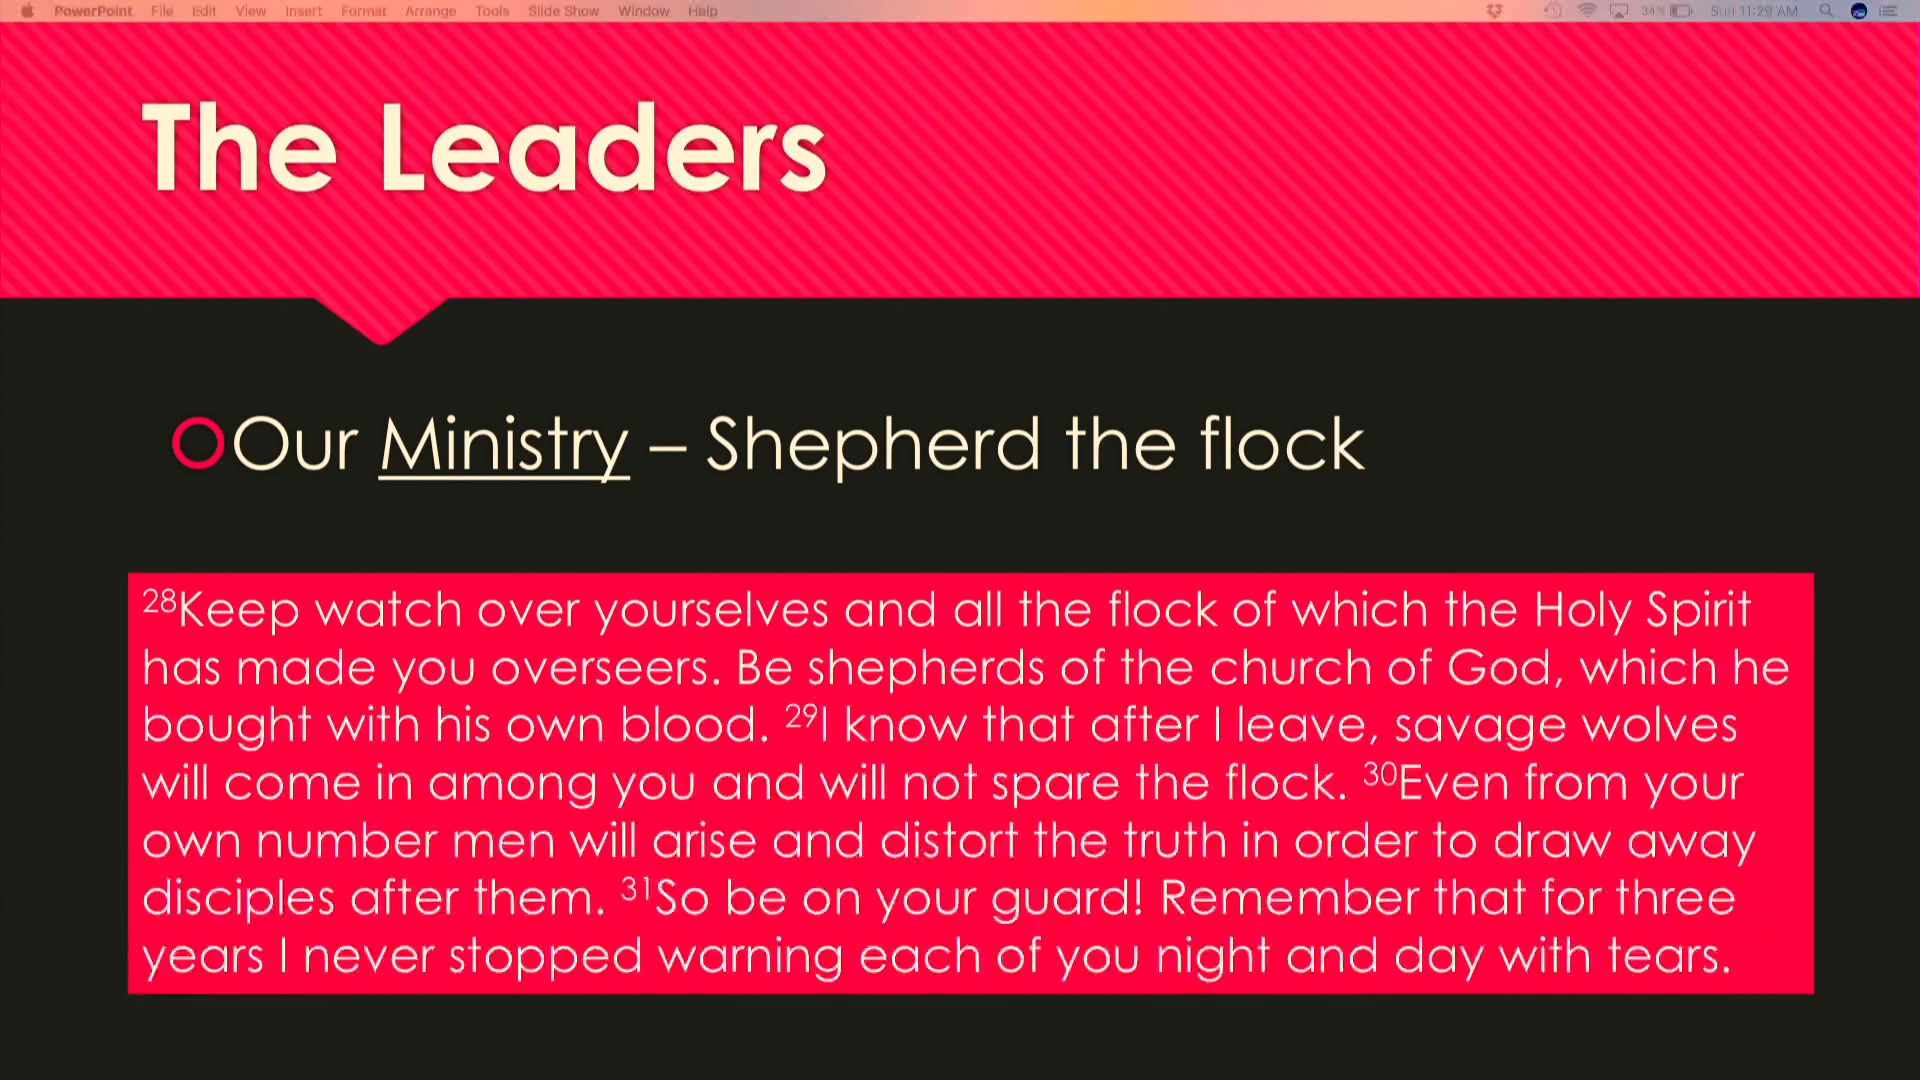 PowerPoint File Edit View Insert Format Arrange Tools Slide Show Window Help 34% Sun 11:29 AM
The Leaders
Our Ministry – Shepherd the flock
28Keep watch over yourselves and all the flock of which the Holy Spirit
has made you overseers. Be shepherds of the church of God, which he
bought with his own blood. 29I know that after I leave, savage wolves
will come in among you and will not spare the flock. 30Even from your
own number men will arise and distort the truth in order to draw away
disciples after them. 31So be on your guard! Remember that for three
years I never stopped warning each of you night and day with tears.